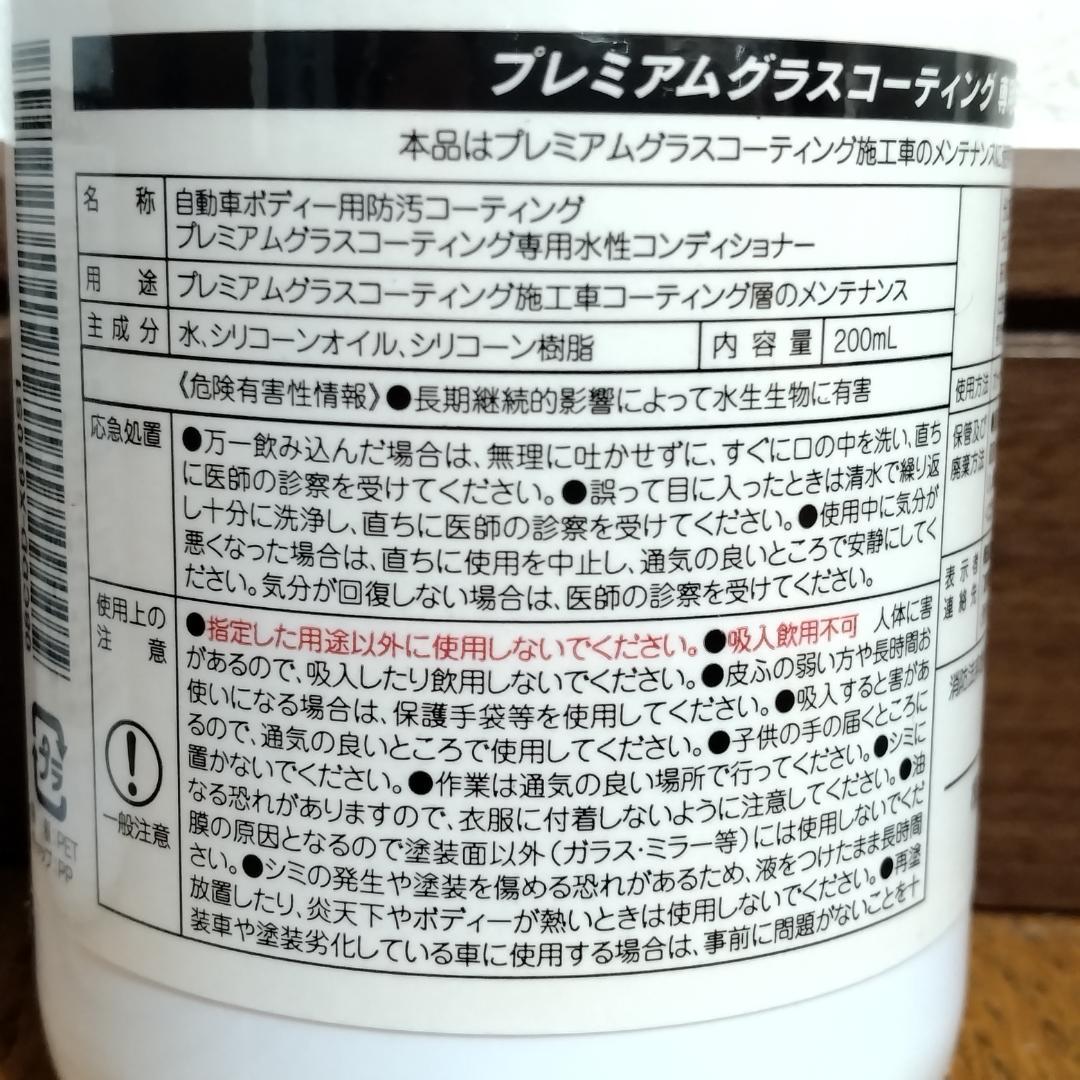 プレミアムグラスコーティング専
本品はプレミアムグラスコーティング施工車のメンテナンスに
名 称
自動車ボディー用防汚コーティング
プレミアムグラスコーティング専用水性コンディショナー
用 途
プレミアムグラスコーティング施工車コーティング層のメンテナンス
主成分
水、シリコーンオイル、シリコーン樹脂
内容量
200mL
《危険有害性情報》●長期継続的影響によって水生生物に有害
応急処置
●万一飲み込んだ場合は、無理に吐かせずに、すぐに口の中を洗い、直ち
に医師の診察を受けてください。●誤って目に入ったときは清水で繰り返
し十分に洗浄し、直ちに医師の診察を受けてください。●使用中に気分が
悪くなった場合は、直ちに使用を中止し、通気の良いところで安静にしてく
ださい。気分が回復しない場合は、医師の診察を受けてください。
使用上の
注 意
一般注意
●指定した用途以外に使用しないでください。●吸入飲用不可 人体に害
があるので、吸入したり飲用しないでください。●皮ふの弱い方や長時間お
使いになる場合は、保護手袋等を使用してください。●吸入すると害があ
るので、通気の良いところで使用してください。●子供の手の届くところに
置かないでください。●作業は通気の良い場所で行ってください。●シミに
なる恐れがありますので、衣服に付着しないように注意してください。●油
膜の原因となるので塗装面以外(ガラス・ミラー等)には使用しないでくだ
さい。●シミの発生や塗装を傷める恐れがあるため、液をつけたまま長時間
放置したり、炎天下やボディーが熱いときは使用しないでください。●再塗
装車や塗装劣化している車に使用する場合は、事前に問題がないことを十
使用方法
保管及び
廃棄方法
表示者
連絡先
消防法
プラ
PET
PP